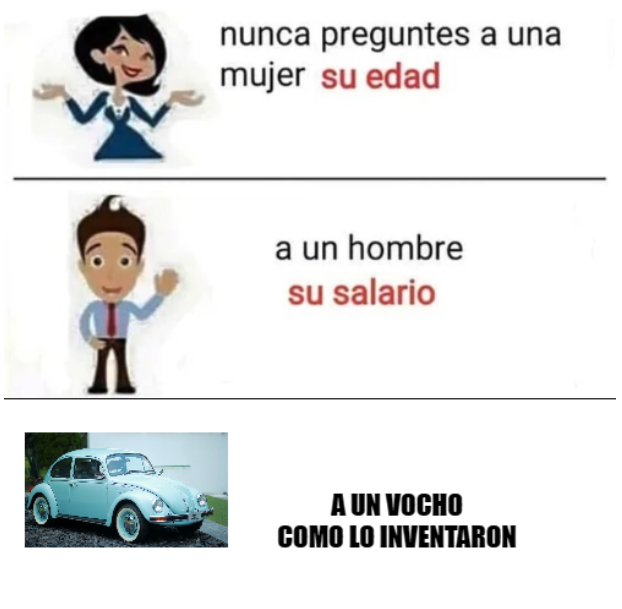 nunca preguntes a una
mujer su edad
a un hombre
su salario
A UN VOCHO
COMO LO INVENTARON